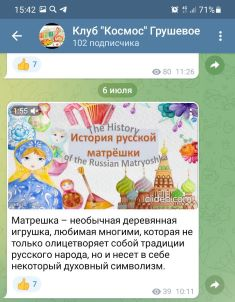 15:42
71%
Клуб "Космос" Грушевое
102 подписчика
7
80 11:26
6 июля
1:55
The History
История русской
матрёшки
of the Russian Matryoshka
Матрешка – необычная деревянная
игрушка, любимая многими, которая не
только олицетворяет собой традиции
русского народа, но и несет в себе
некоторый духовный символизм.
39 10:11
7